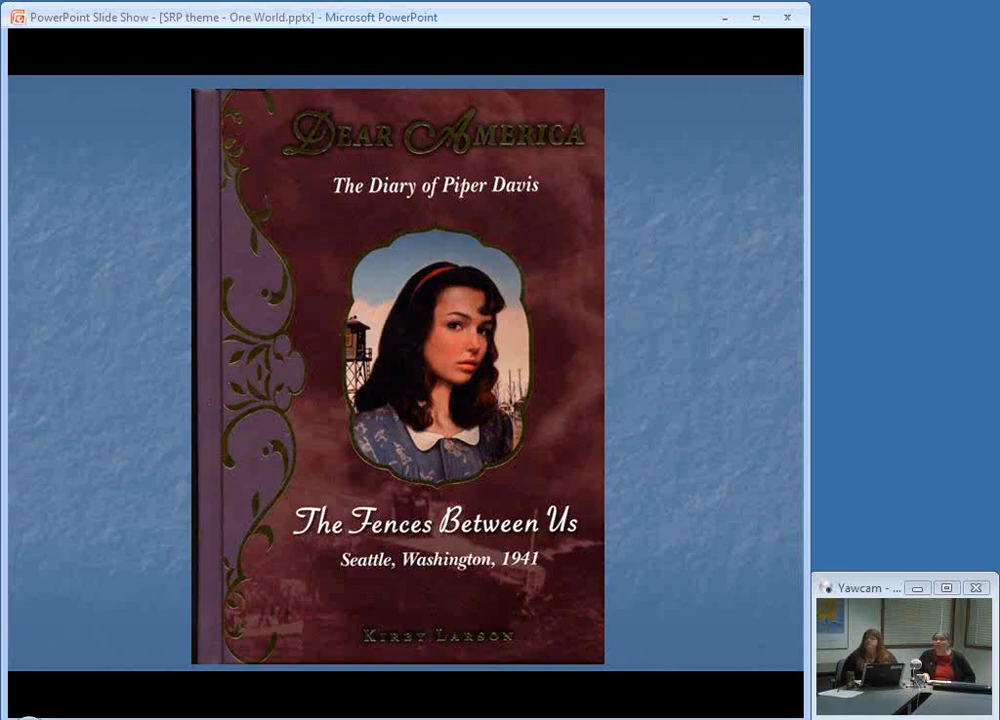 PowerPoint Slide Show - [SRP theme - One World.pptx] - Microsoft PowerPoint
DEAR AMERICA
The Diary of Piper Davis
The Fences Between Us
Seattle, Washington, 1941
KIRBY LARSON
Yawcam - ...